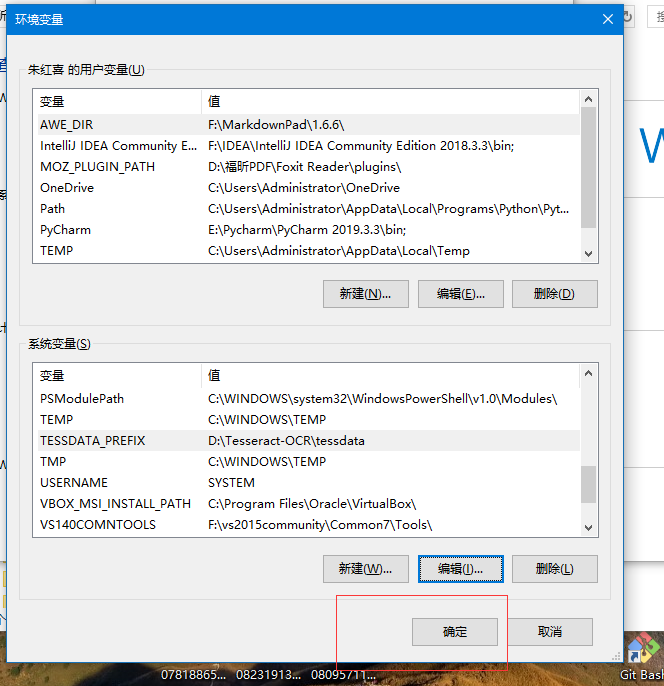 环境变量
朱红喜 的用户变量(U)
变量 值
AWE_DIR F:\MarkdownPad\1.6.6\
IntelliJ IDEA Community E... F:\IDEA\IntelliJ IDEA Community Edition 2018.3.3\bin;
MOZ_PLUGIN_PATH D:\福昕PDF\Foxit Reader\plugins\
OneDrive C:\Users\Administrator\OneDrive
Path C:\Users\Administrator\AppData\Local\Programs\Python\Pyt...
PyCharm E:\Pycharm\PyCharm 2019.3.3\bin;
TEMP C:\Users\Administrator\AppData\Local\Temp
新建(N)... 编辑(E)... 删除(D)
系统变量(S)
变量 值
PSModulePath C:\WINDOWS\system32\WindowsPowerShell\v1.0\Modules\
TEMP C:\WINDOWS\TEMP
TESSDATA_PREFIX D:\Tesseract-OCR\tessdata
TMP C:\WINDOWS\TEMP
USERNAME SYSTEM
VBOX_MSI_INSTALL_PATH C:\Program Files\Oracle\VirtualBox\
VS140COMNTOOLS F:\vs2015community\Common7\Tools\
新建(W)... 编辑(I)... 删除(L)
确定 取消
07818865... 08231913... 08095711... Git Bash